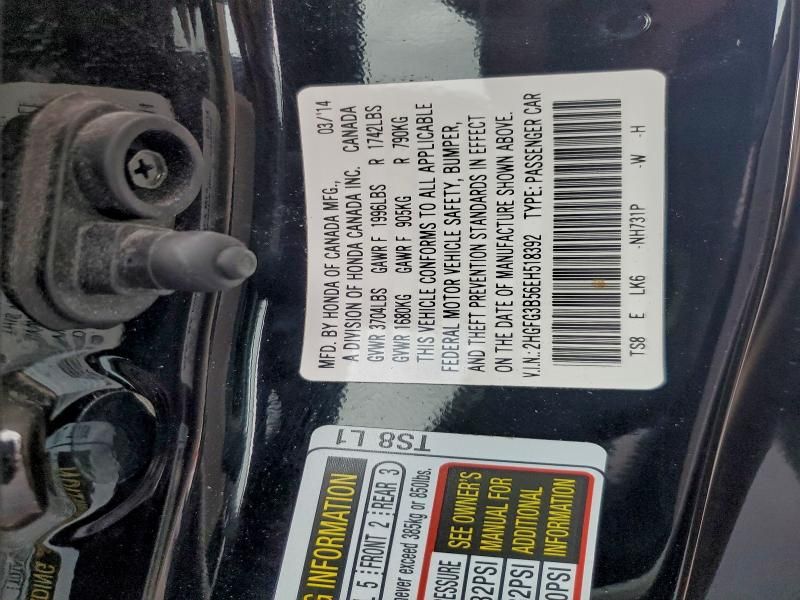 MFD. BY HONDA OF CANADA MFG., 03/'14
A DIVISION OF HONDA CANADA INC. CANADA
GVWR 3704LBS GAWR F 1996LBS R 1742LBS
GVWR 1680KG GAWR F 905KG R 790KG
THIS VEHICLE CONFORMS TO ALL APPLICABLE
FEDERAL MOTOR VEHICLE SAFETY, BUMPER,
AND THEFT PREVENTION STANDARDS IN EFFECT
ON THE DATE OF MANUFACTURE SHOWN ABOVE.
V.I.N.: 2HGFG3B56EH518392 TYPE: PASSENGER CAR
TS8 E LK6 -NH731P -W -H
TS8 L1
G INFORMATION
5 FRONT 2 REAR 3
never exceed 385kg or 850lbs.
SEE OWNER'S
MANUAL FOR
ADDITIONAL
INFORMATION